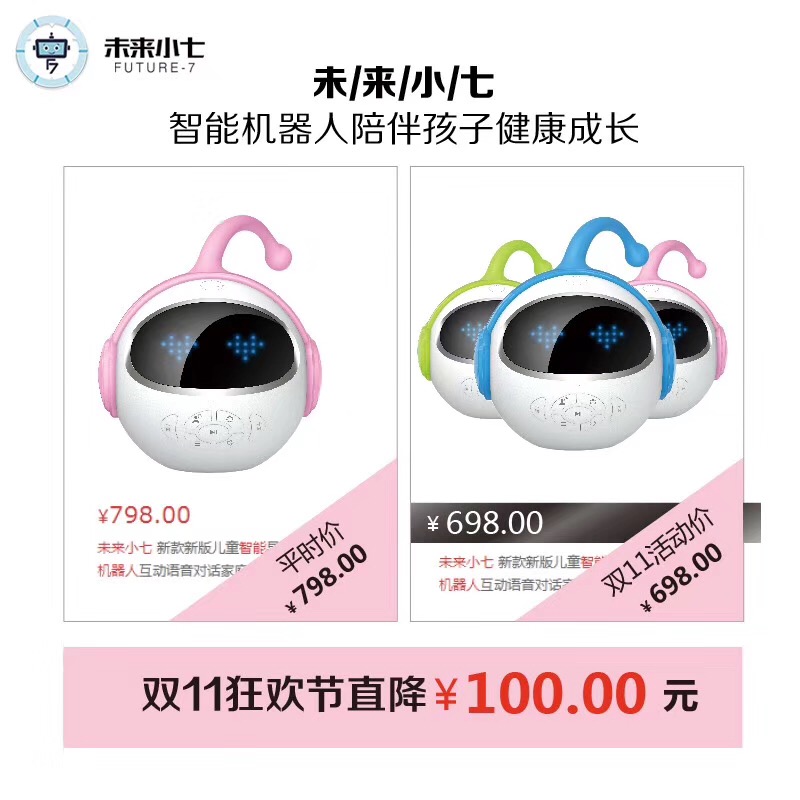 未来小七
FUTURE-7
未/来/小/七
智能机器人陪伴孩子健康成长
¥798.00
未来小七 新款新版儿童智能
机器人互动语音对话家
平时价
¥798.00
¥698.00
未来小七 新款新版儿童智
机器人互动语音对话
双11活动价
¥698.00
双11狂欢节直降¥100.00 元